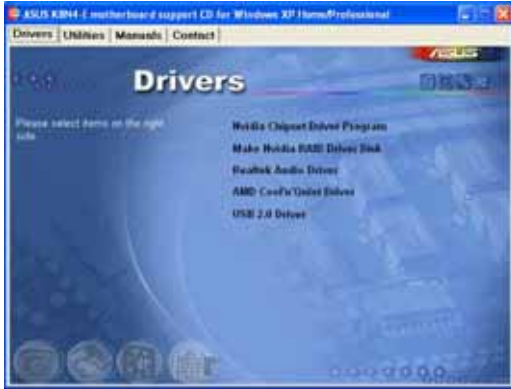 ASUS K8N4-E motherboard support CD for Windows XP Home/Professional
Drivers Utilities Manuals Contact
ASUS
Drivers
Please select items on the right
side.
Nvidia Chipset Driver Program
Make Nvidia RAID Driver Disk
Realtek Audio Driver
AMD Cool'n'Quiet Driver
USB 2.0 Driver